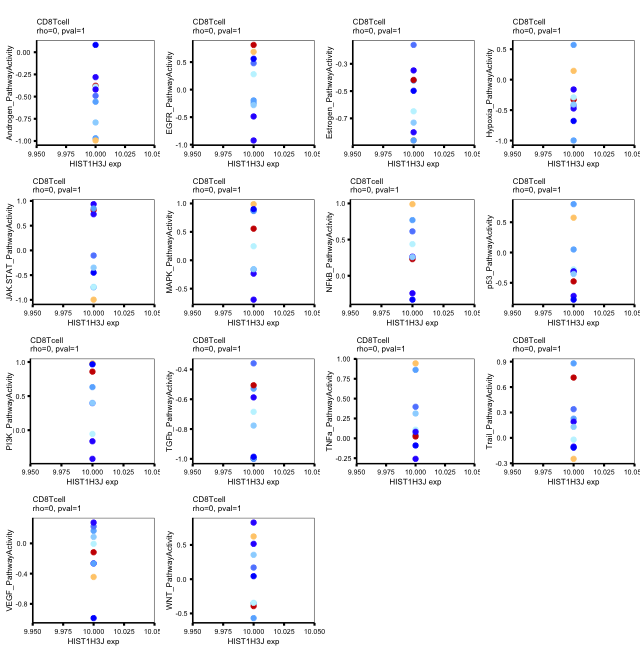 CD8Tcell
rho=0, pval=1
Androgen_PathwayActivity
0.00
-0.25
-0.50
-0.75
-1.00
9.950 9.975 10.000 10.025 10.05
HIST1H3J exp
CD8Tcell
rho=0, pval=1
EGFR_PathwayActivity
0.5
0.0
-0.5
-1.0
9.950 9.975 10.000 10.025 10.05
HIST1H3J exp
CD8Tcell
rho=0, pval=1
Estrogen_PathwayActivity
-0.3
-0.5
-0.7
9.950 9.975 10.000 10.025 10.05
HIST1H3J exp
CD8Tcell
rho=0, pval=1
Hypoxia_PathwayActivity
0.5
0.0
-0.5
-1.0
9.950 9.975 10.000 10.025 10.05
HIST1H3J exp
CD8Tcell
rho=0, pval=1
JAK.STAT_PathwayActivity
1.0
0.5
0.0
-0.5
-1.0
9.950 9.975 10.000 10.025 10.05
HIST1H3J exp
CD8Tcell
rho=0, pval=1
MAPK_PathwayActivity
1.0
0.5
0.0
-0.5
9.950 9.975 10.000 10.025 10.05
HIST1H3J exp
CD8Tcell
rho=0, pval=1
NFkB_PathwayActivity
1.0
0.5
0.0
9.950 9.975 10.000 10.025 10.05
HIST1H3J exp
CD8Tcell
rho=0, pval=1
p53_PathwayActivity
0.5
0.0
-0.5
9.950 9.975 10.000 10.025 10.05
HIST1H3J exp
CD8Tcell
rho=0, pval=1
PI3K_PathwayActivity
1.0
0.5
0.0
9.950 9.975 10.000 10.025 10.05
HIST1H3J exp
CD8Tcell
rho=0, pval=1
TGFb_PathwayActivity
-0.4
-0.6
-0.8
-1.0
9.950 9.975 10.000 10.025 10.05
HIST1H3J exp
CD8Tcell
rho=0, pval=1
TNFa_PathwayActivity
1.00
0.75
0.50
0.25
0.00
-0.25
9.950 9.975 10.000 10.025 10.05
HIST1H3J exp
CD8Tcell
rho=0, pval=1
Trail_PathwayActivity
0.9
0.6
0.3
0.0
-0.3
9.950 9.975 10.000 10.025 10.05
HIST1H3J exp
CD8Tcell
rho=0, pval=1
VEGF_PathwayActivity
0.0
-0.4
-0.8
9.950 9.975 10.000 10.025 10.05
HIST1H3J exp
CD8Tcell
rho=0, pval=1
WNT_PathwayActivity
0.5
0.0
-0.5
9.950 9.975 10.000 10.025 10.050
HIST1H3J exp